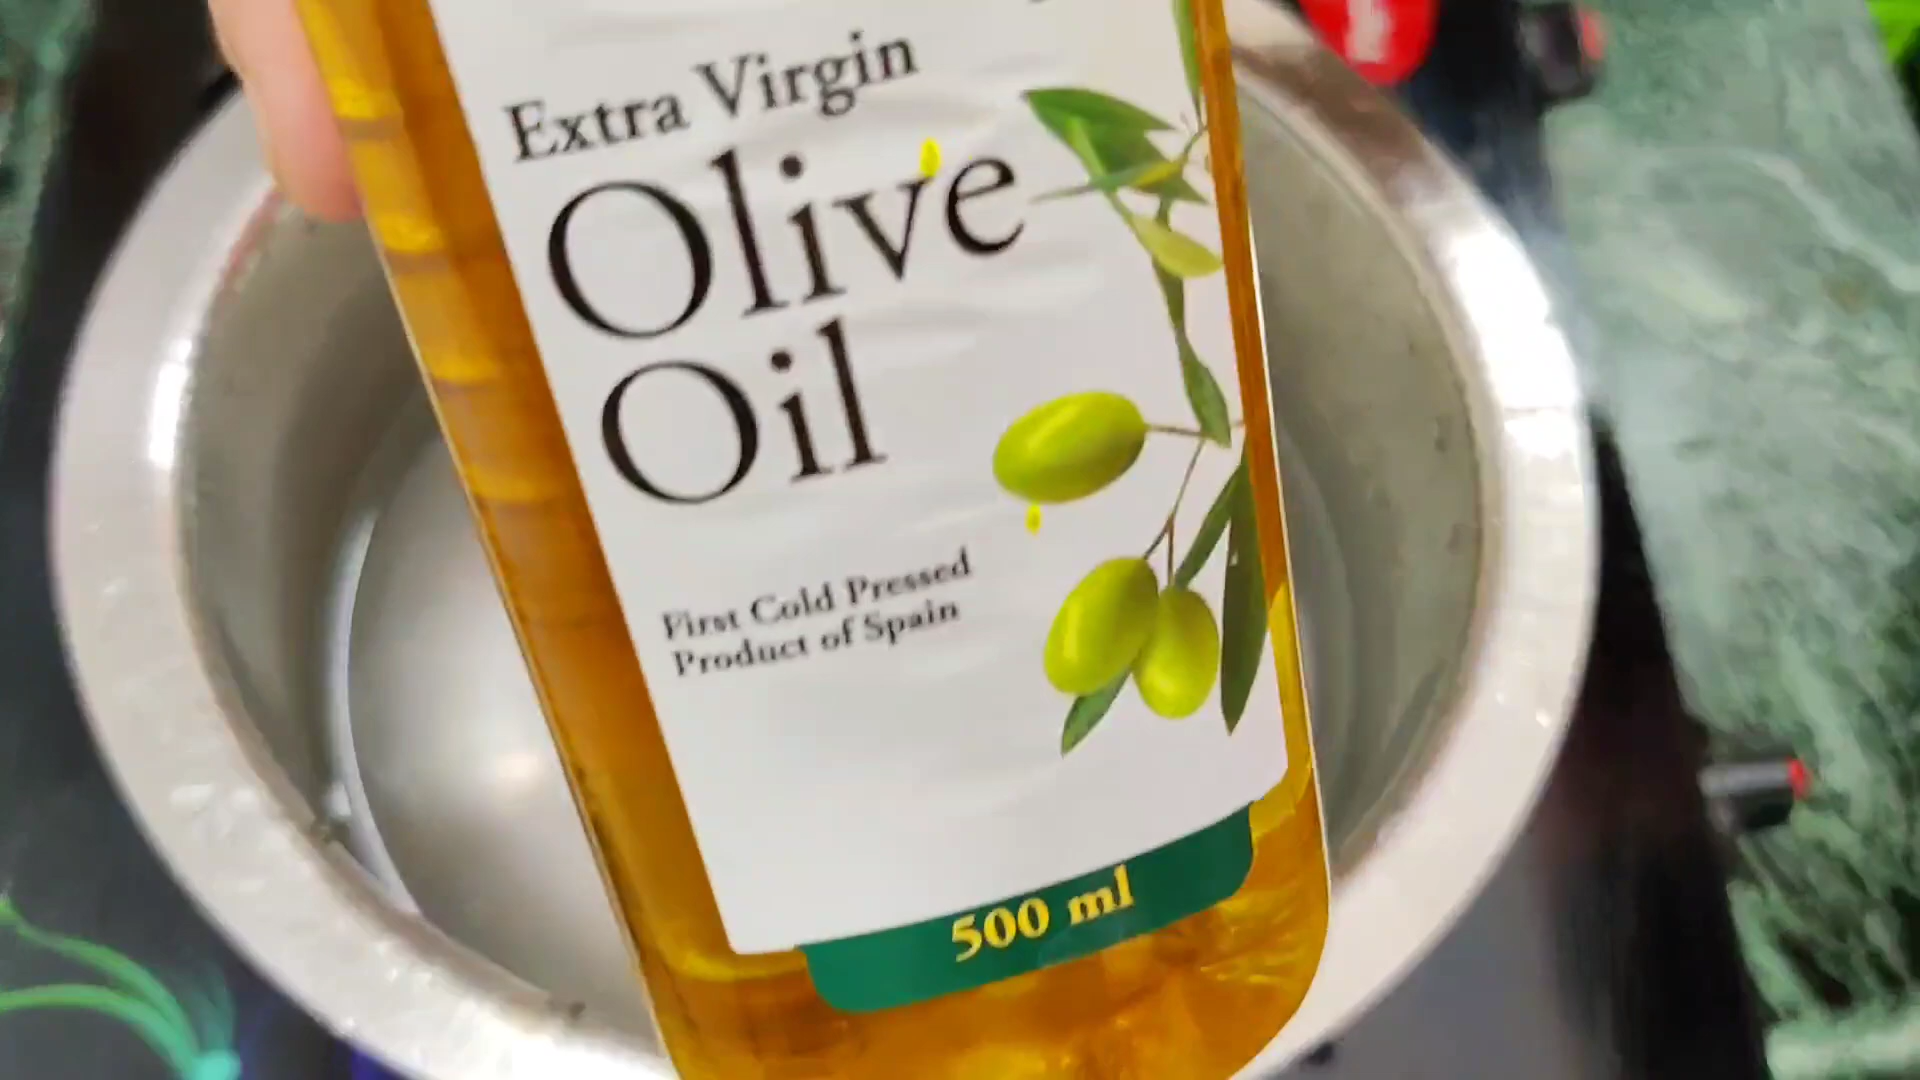 Extra Virgin
Olive
Oil
First Cold Pressed
Product of Spain
500 ml